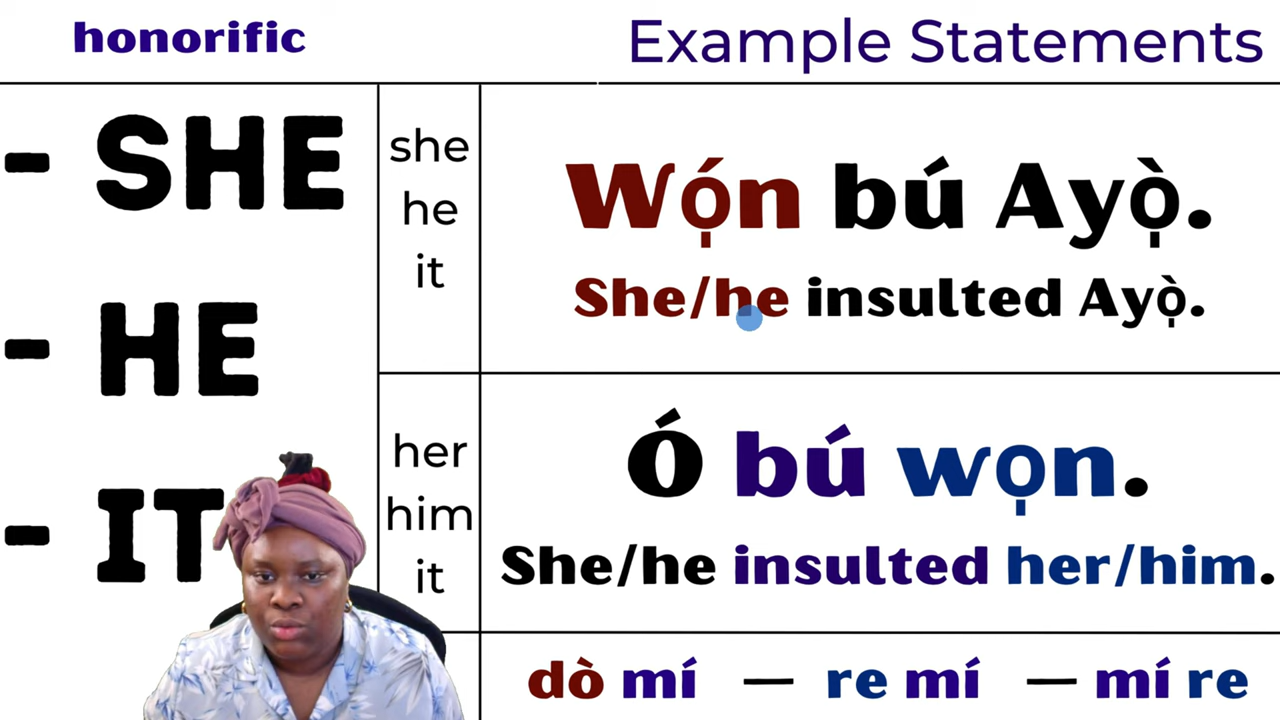 honorific
Example Statements
- SHE
- HE
- IT
she
he
it
Wọ́n bú Ayọ̀.
She/he insulted Ayọ̀.
her
him
it
Ó bú wọn.
She/he insulted her/him.
dò mí — re mí — mí re